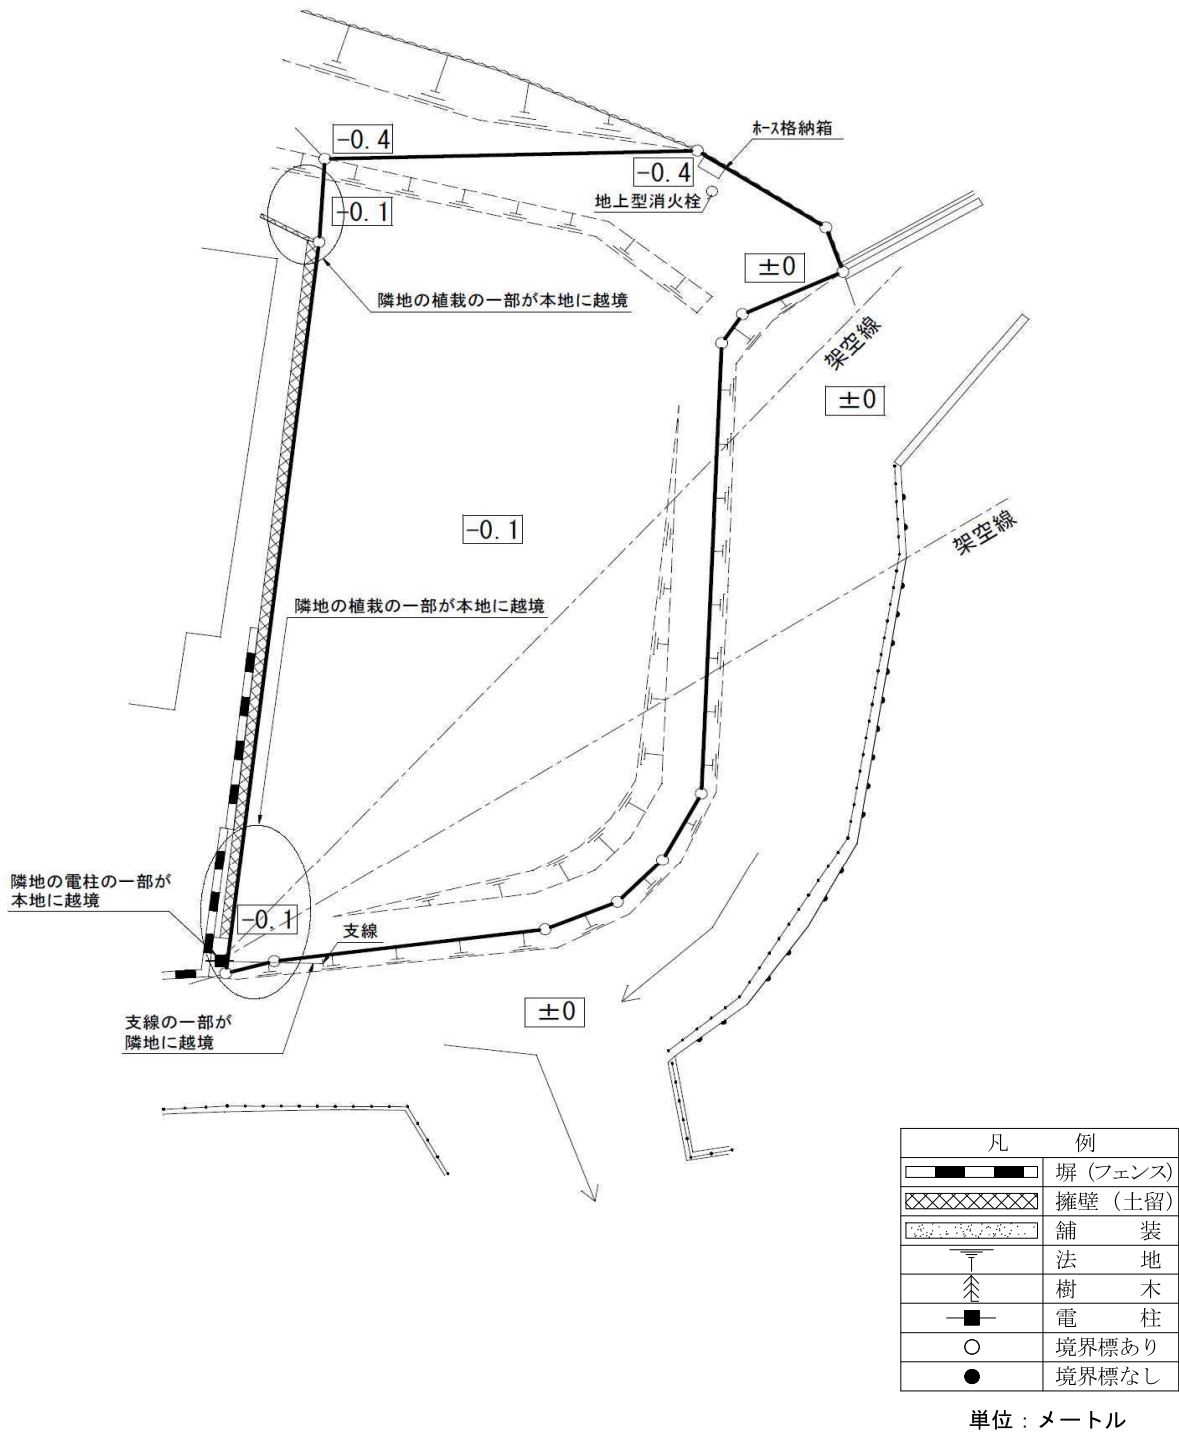 ﾎｰｽ格納箱
-0.4
-0.4
地上型消火栓
-0.1
±0
隣地の植栽の一部が本地に越境
架空線
±0
-0.1
架空線
隣地の植栽の一部が本地に越境
隣地の電柱の一部が
本地に越境
-0.1
支線
±0
支線の一部が
隣地に越境
凡 例
塀（フェンス）
擁壁（土留）
舗 装
法 地
樹 木
電 柱
境界標あり
境界標なし
単位：メートル